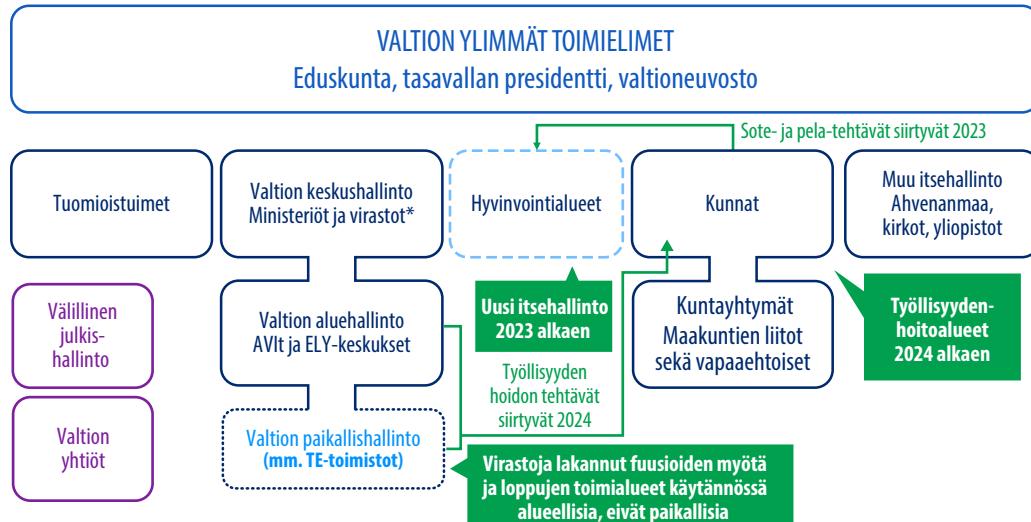 VALTION YLIMMÄT TOIMIELIMET
Eduskunta, tasavallan presidentti, valtioneuvosto
Sote- ja pela-tehtävät siirtyvät 2023
Tuomioistuimet
Valtion keskushallinto
Ministeriöt ja virastot*
Hyvinvointialueet
Kunnat
Muu itsehallinto
Ahvenanmaa,
kirkot, yliopistot
Välillinen
julkis-
hallinto
Valtion aluehallinto
AVIt ja ELY-keskukset
Uusi itsehallinto
2023 alkaen
Kuntayhtymät
Maakuntien liitot
sekä vapaaehtoiset
Työllisyyden-
hoitoalueet
2024 alkaen
Työllisyyden
hoidon tehtävät
siirtyvät 2024
Valtion
yhtiöt
Valtion paikallishallinto
(mm. TE-toimistot)
Virastoja lakannut fuusioiden myötä
ja loppujen toimialueet käytännössä
alueellisia, eivät paikallisia